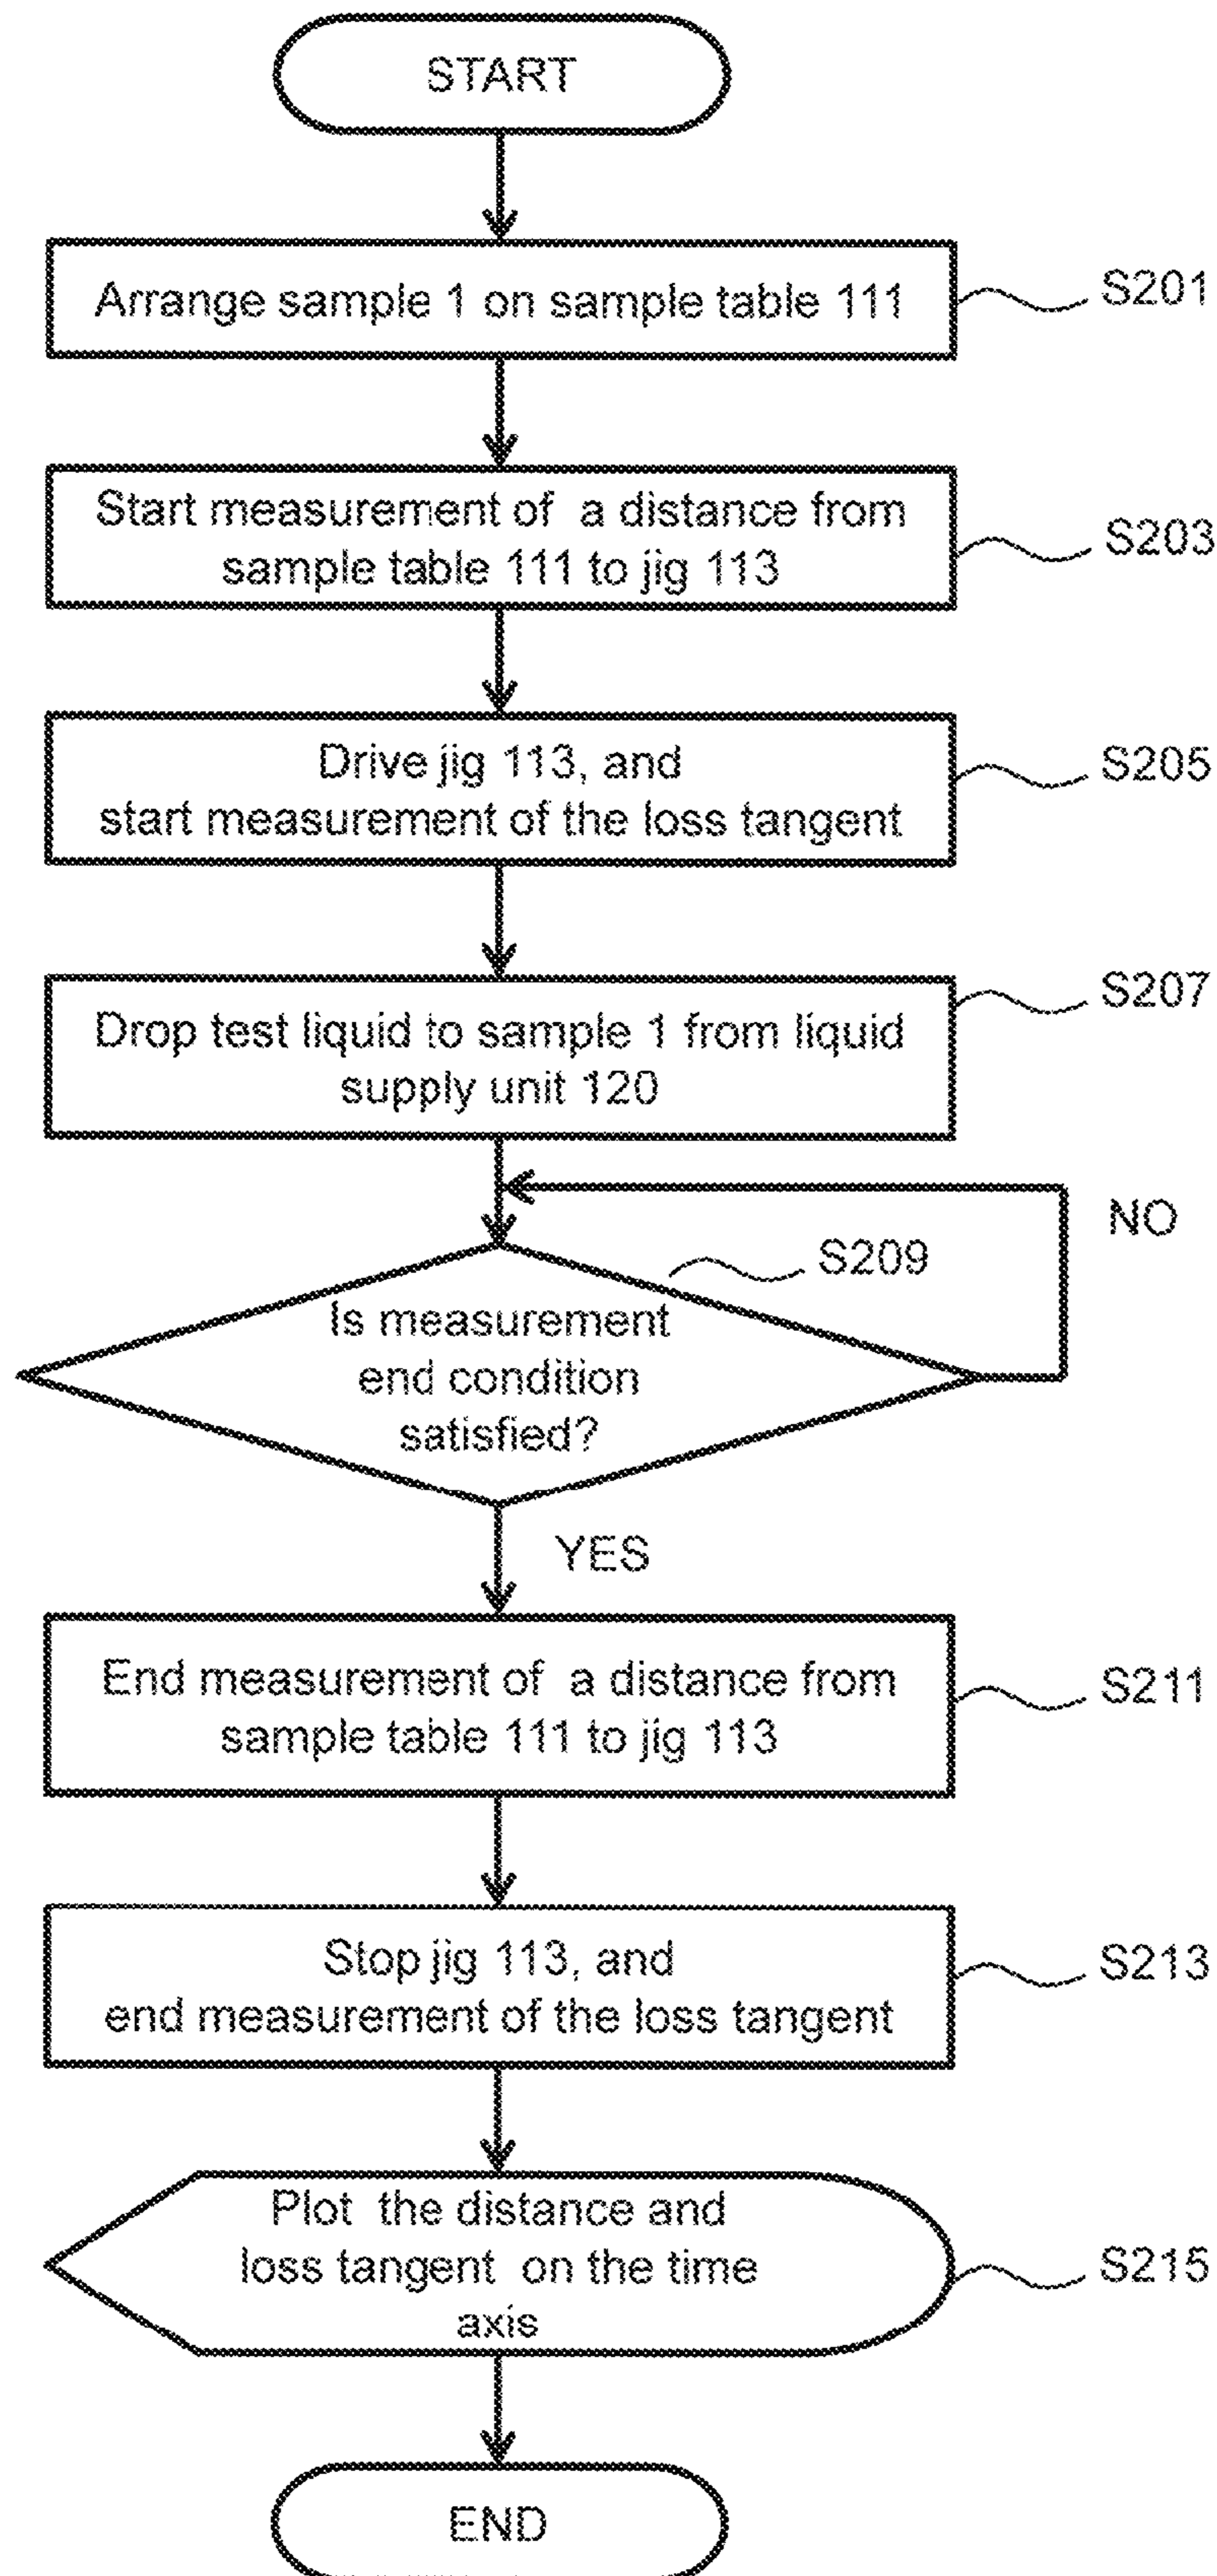 START
Arrange sample 1 on sample table 111
S201
Start measurement of a distance from
sample table 111 to jig 113
S203
Drive jig 113, and
start measurement of the loss tangent
S205
Drop test liquid to sample 1 from liquid
supply unit 120
S207
NO
S209
Is measurement
end condition
satisfied?
YES
End measurement of a distance from
sample table 111 to jig 113
S211
Stop jig 113, and
end measurement of the loss tangent
S213
Plot the distance and
loss tangent on the time
axis
S215
END